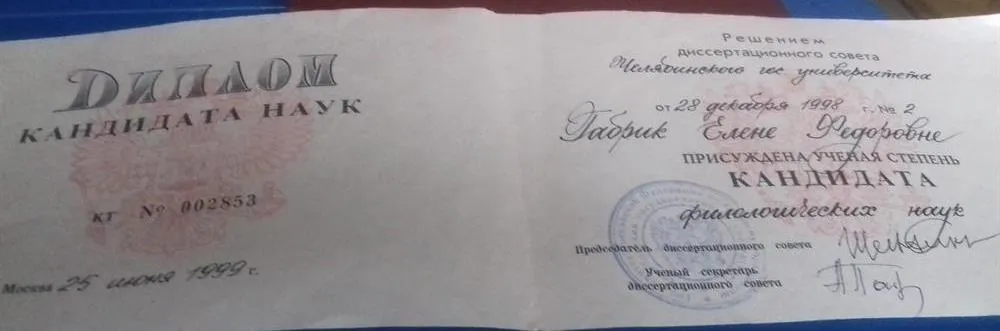 ДИПЛОМ
КАНДИДАТА НАУК
КТ № 002853
Москва 25 июня 1999 г.
Решением
диссертационного совета
Челябинского гос. университета
от 28 декабря 1998 г. № 2
Габрик Елене Федоровне
ПРИСУЖДЕНА УЧЕНАЯ СТЕПЕНЬ
КАНДИДАТА
филологических наук
Председатель диссертационного совета
Ученый секретарь
диссертационного совета